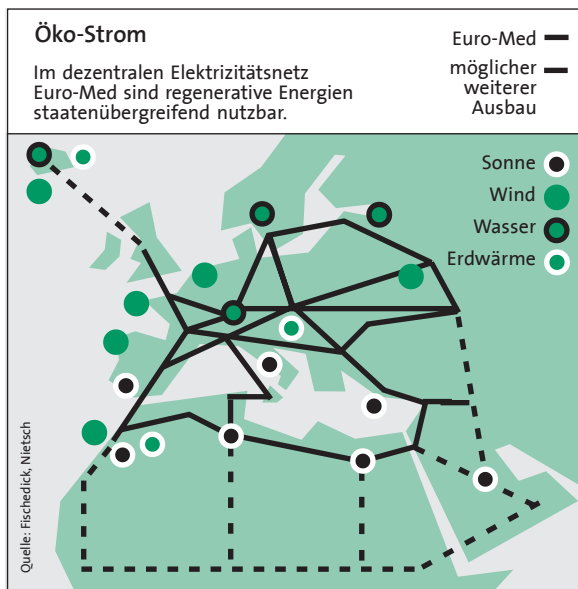 Öko-Strom
Im dezentralen Elektrizitätsnetz
Euro-Med sind regenerative Energien
staatenübergreifend nutzbar.
Euro-Med
möglicher
weiterer
Ausbau
Sonne
Wind
Wasser
Erdwärme
Quelle: Fischedick, Nietsch